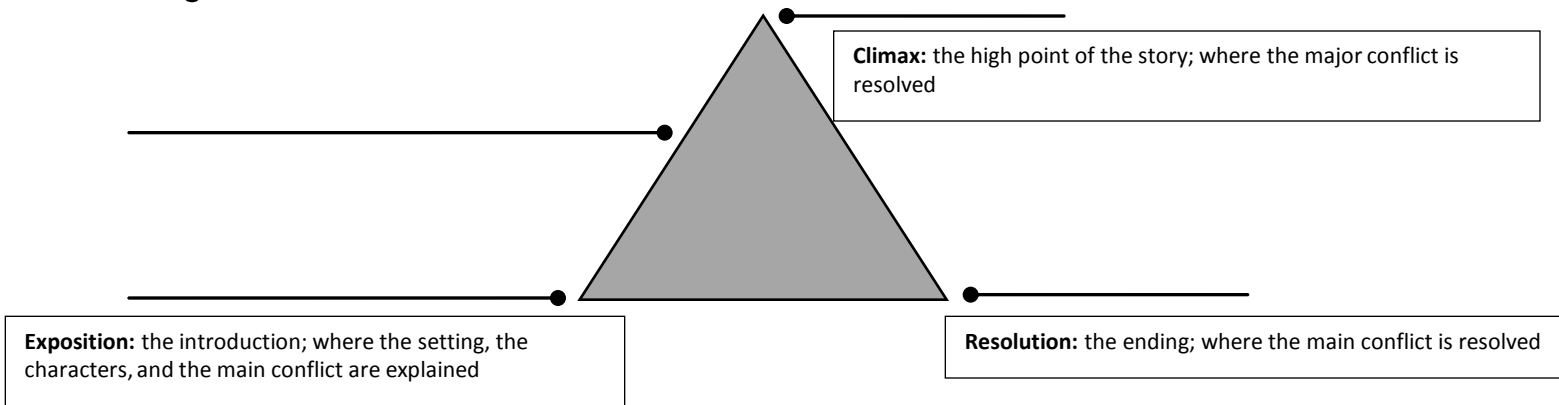 Climax: the high point of the story; where the major conflict is
resolved
Exposition: the introduction; where the setting, the
characters, and the main conflict are explained
Resolution: the ending; where the main conflict is resolved